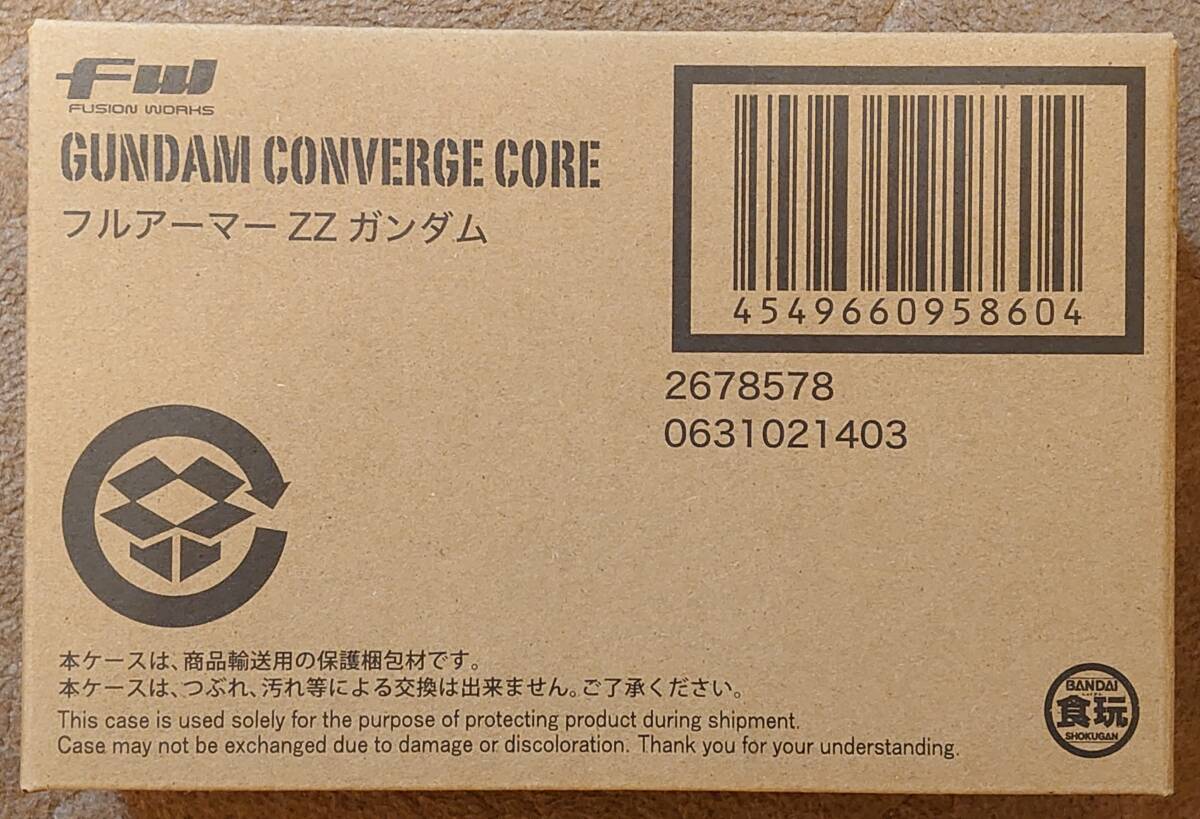 FW
FUSION WORKS
GUNDAM CONVERGE CORE
フルアーマー ZZ ガンダム
4549660958604
2678578
0631021403
本ケースは、商品輸送用の保護梱包材です。
本ケースは、つぶれ、汚れ等による交換は出来ません。ご了承ください。
This case is used solely for the purpose of protecting product during shipment.
Case may not be exchanged due to damage or discoloration. Thank you for your understanding.
BANDAI
食玩
SHOKUGAN